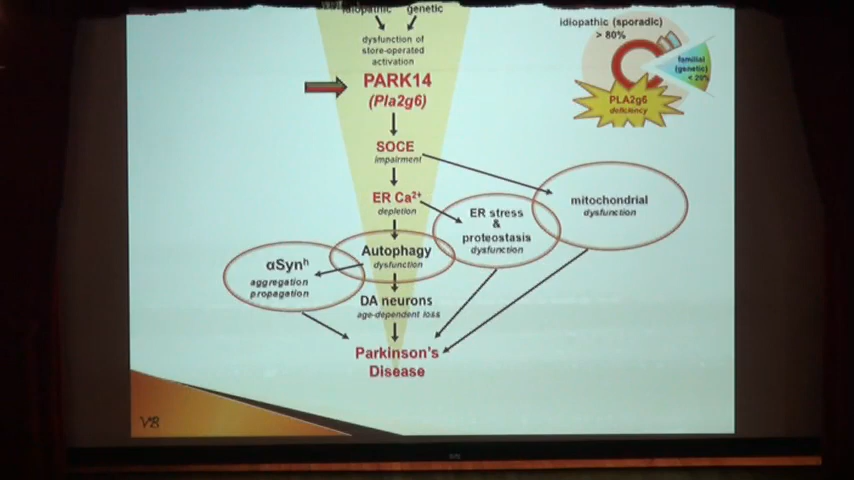 idiopathic genetic
dysfunction of
store-operated
activation
PARK14
(Pla2g6)
SOCE
impairment
ER Ca²⁺
depletion
Autophagy
dysfunction
DA neurons
age-dependent loss
Parkinson's
Disease
αSynʰ
aggregation
propagation
ER stress
&
proteostasis
dysfunction
mitochondrial
dysfunction
idiopathic (sporadic)
> 80%
familial
(genetic)
< 20%
PLA2g6
deficiency
VB